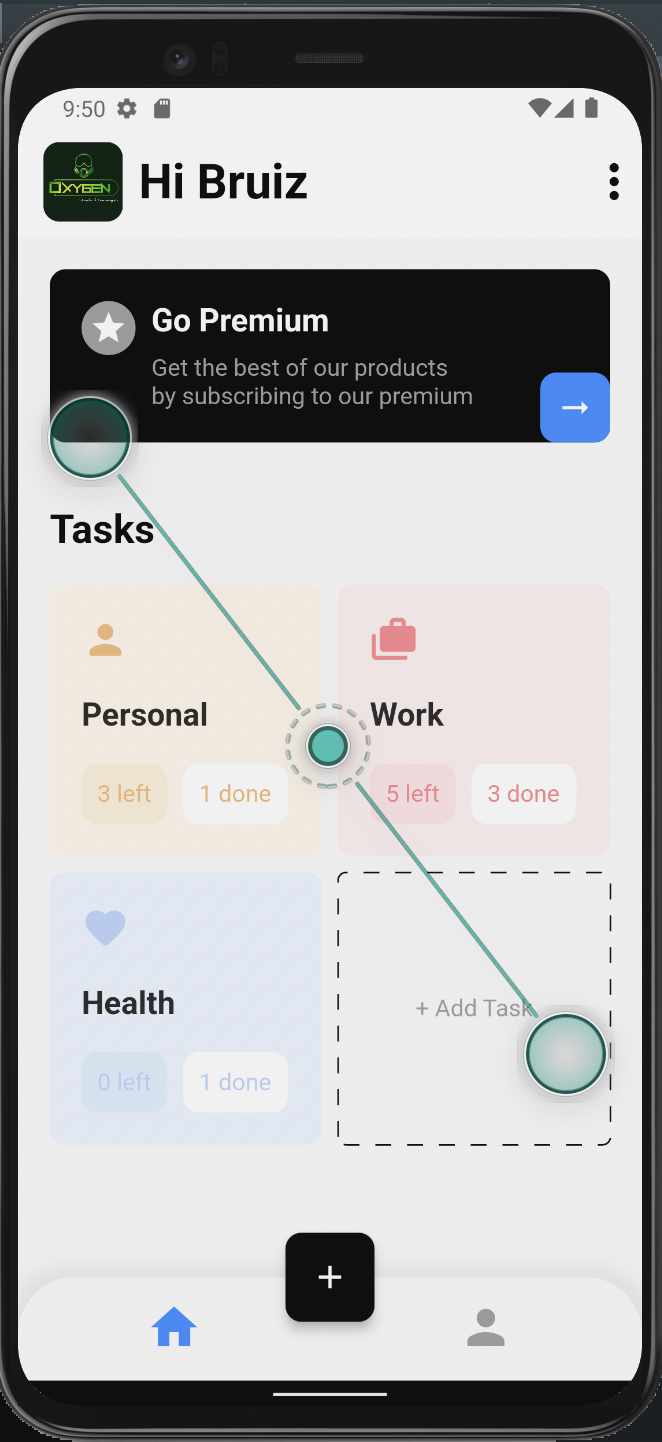 9:50
OXYGEN
Hi Bruiz
Go Premium
Get the best of our products
by subscribing to our premium
Tasks
Personal
3 left
1 done
Work
5 left
3 done
Health
0 left
1 done
+ Add Task